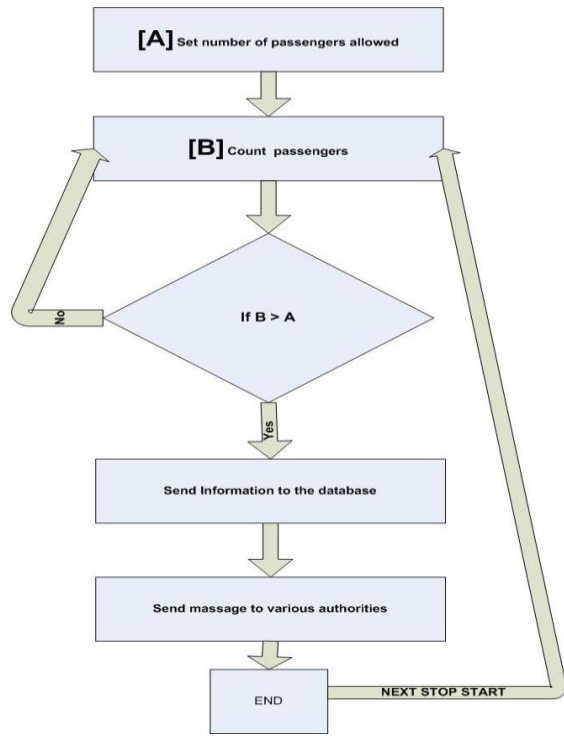 [A] Set number of passengers allowed
[B] Count passengers
If B > A
No
Yes
Send Information to the database
Send massage to various authorities
END
NEXT STOP START